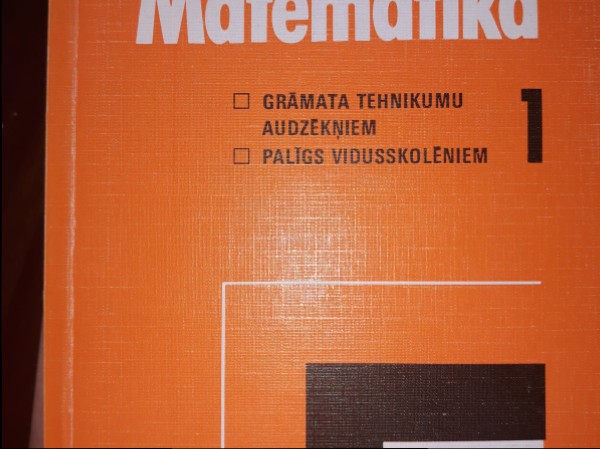 Matemātika
GRĀMATA TEHNIKUMU
AUDZĒKŅIEM
PALĪGS VIDUSSKOLĒNIEM
1